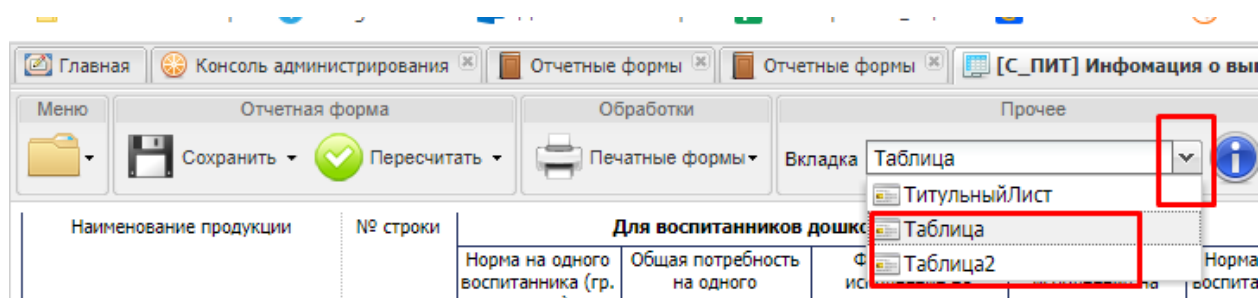 Главная Консоль администрирования Отчетные формы Отчетные формы [С_ПИТ] Инфомация о вы
Меню Отчетная форма Обработки Прочее
Сохранить Пересчитать Печатные формы Вкладка Таблица
ТитульныйЛист
Наименование продукции № строки Для воспитанников Таблица
Таблица2
Норма на одного Общая потребность Норма
воспитанника (гр. на одного